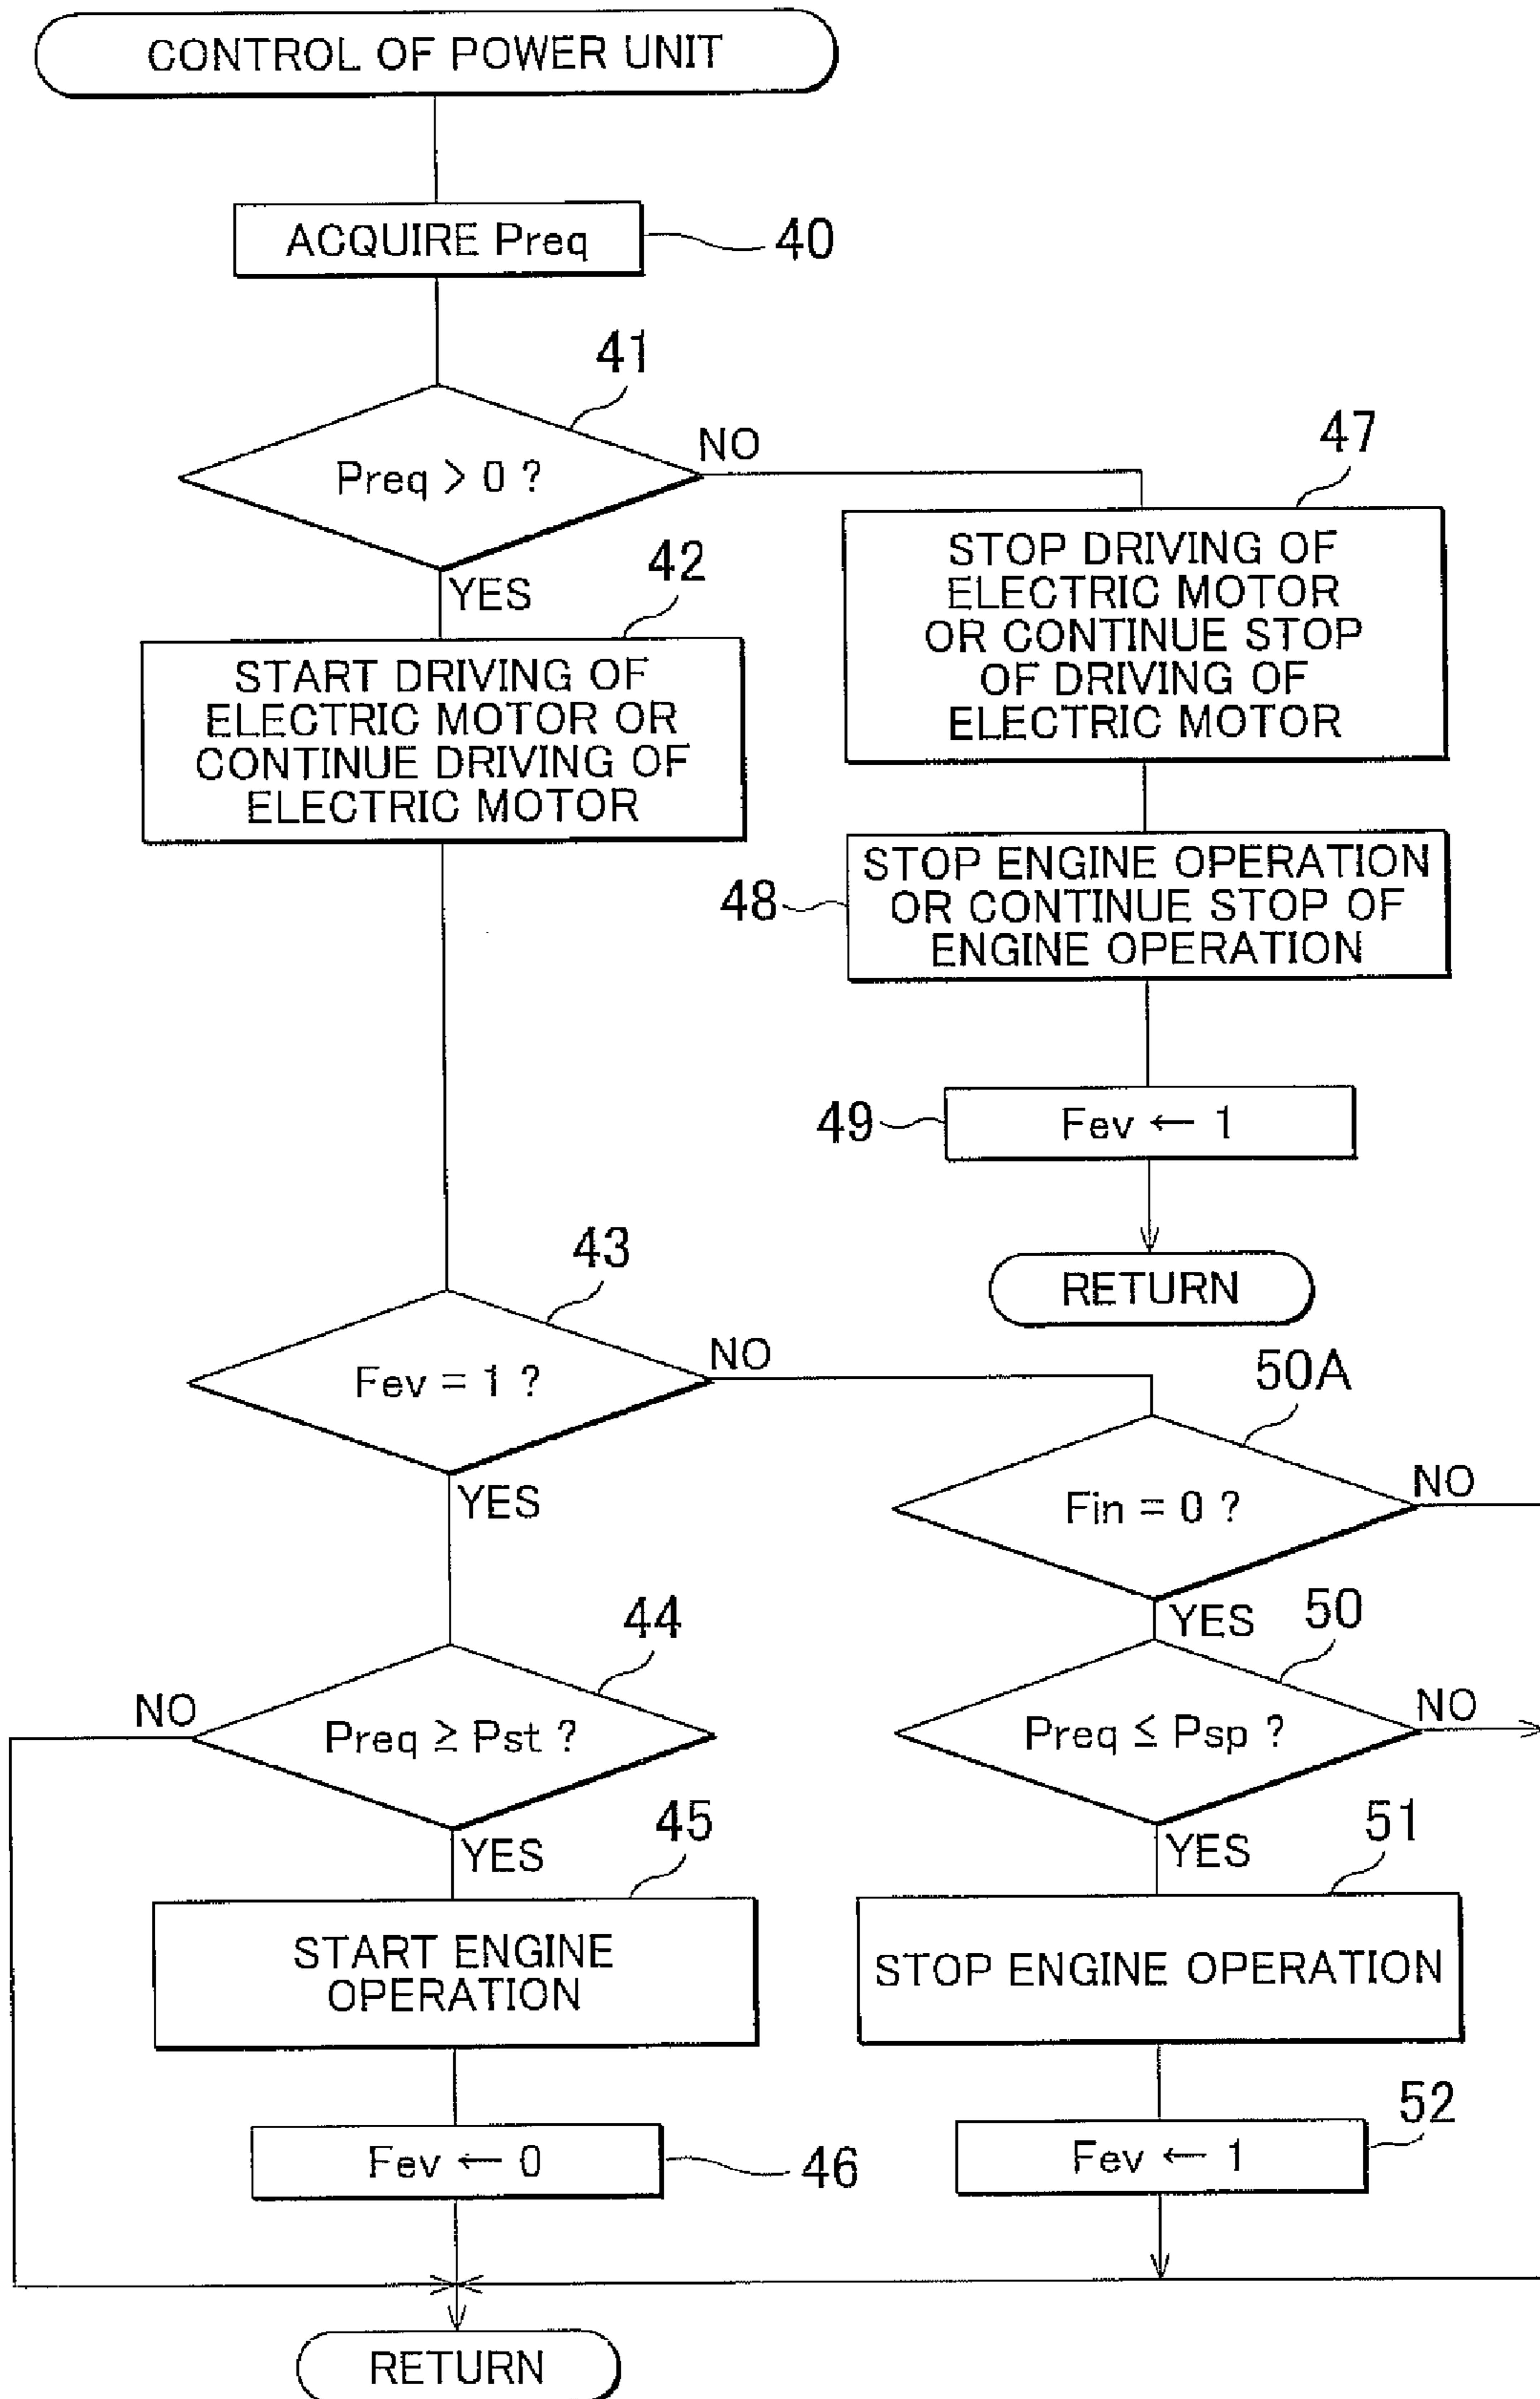 CONTROL OF POWER UNIT
ACQUIRE Preq
40
41
Preq > 0 ?
NO
YES
42
START DRIVING OF
ELECTRIC MOTOR OR
CONTINUE DRIVING OF
ELECTRIC MOTOR
47
STOP DRIVING OF
ELECTRIC MOTOR
OR CONTINUE STOP
OF DRIVING OF
ELECTRIC MOTOR
48
STOP ENGINE OPERATION
OR CONTINUE STOP OF
ENGINE OPERATION
49
Fev ← 1
RETURN
43
Fev = 1 ?
NO
YES
50A
Fin = 0 ?
NO
YES
44
Preq ≥ Pst ?
NO
YES
50
Preq ≤ Psp ?
NO
YES
45
START ENGINE
OPERATION
51
STOP ENGINE OPERATION
Fev ← 0
46
52
Fev ← 1
RETURN